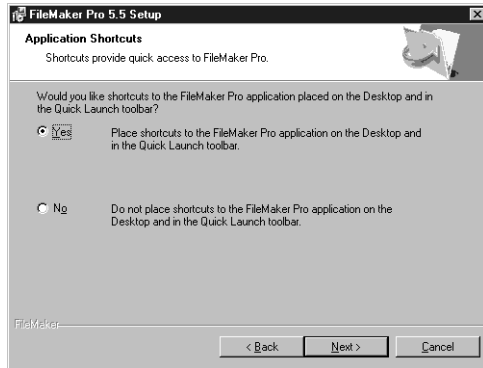 FileMaker Pro 5.5 Setup
Application Shortcuts
Shortcuts provide quick access to FileMaker Pro.
Would you like shortcuts to the FileMaker Pro application placed on the Desktop and in
the Quick Launch toolbar?
Yes Place shortcuts to the FileMaker Pro application on the Desktop and
in the Quick Launch toolbar.
No Do not place shortcuts to the FileMaker Pro application on the
Desktop and in the Quick Launch toolbar.
FileMaker
< Back Next > Cancel